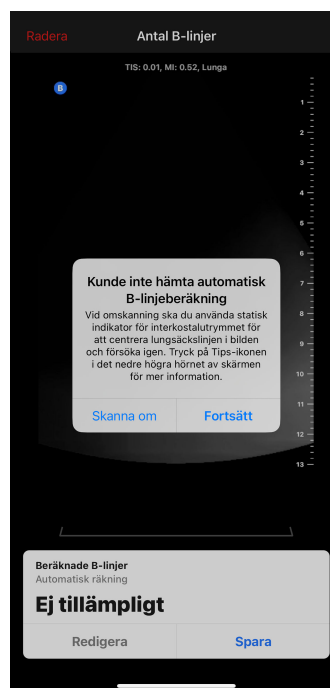 Radera
Antal B-linjer
TIS: 0.01, MI: 0.52, Lunga
B
1
2
3
4
5
6
7
8
9
10
11
12
13
Kunde inte hämta automatisk
B-linjeberäkning
Vid omskanning ska du använda statisk
indikator för interkostalutrymmet för
att centrera lungsäckslinjen i bilden
och försöka igen. Tryck på Tips-ikonen
i det nedre högra hörnet av skärmen
för mer information.
Skanna om
Fortsätt
Beräknade B-linjer
Automatisk räkning
Ej tillämpligt
Redigera
Spara